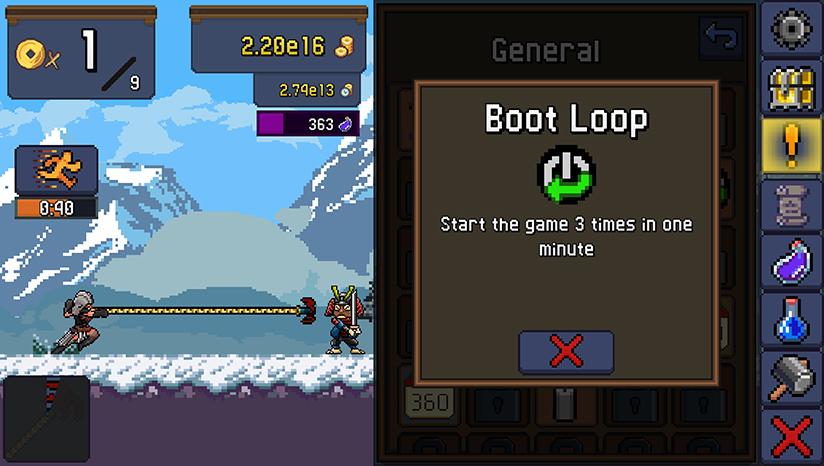 x 1 / 9
2.20e16
2.74e13
363
0:40
General
Boot Loop
Start the game 3 times in one
minute
360